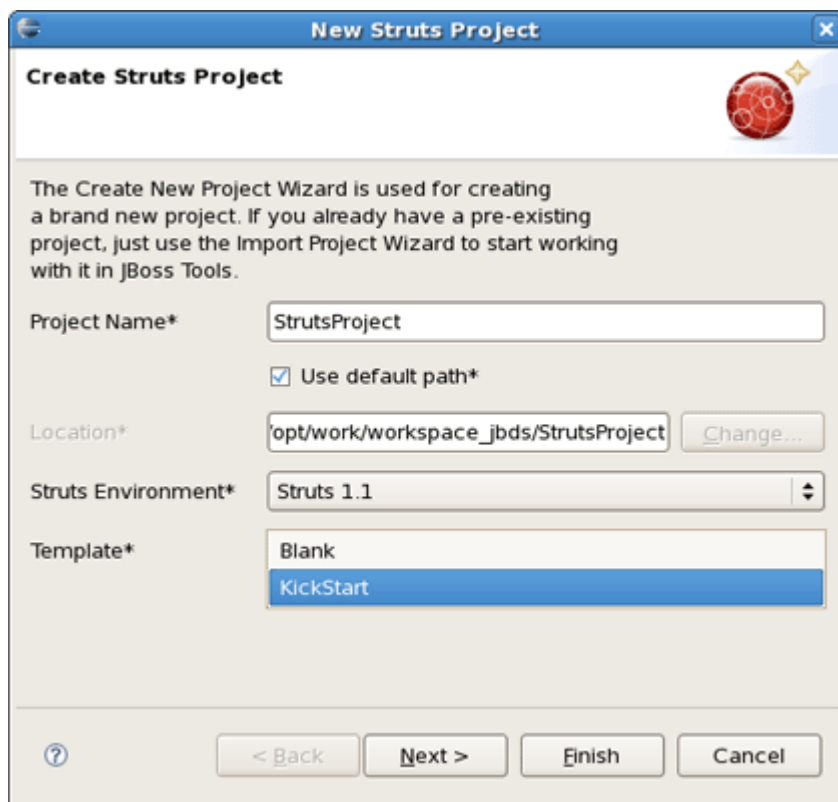 New Struts Project
Create Struts Project
The Create New Project Wizard is used for creating
a brand new project. If you already have a pre-existing
project, just use the Import Project Wizard to start working
with it in JBoss Tools.
Project Name* StrutsProject
Use default path*
Location* /opt/work/workspace_jbds/StrutsProject Change...
Struts Environment* Struts 1.1
Template* Blank
KickStart
? < Back Next > Finish Cancel